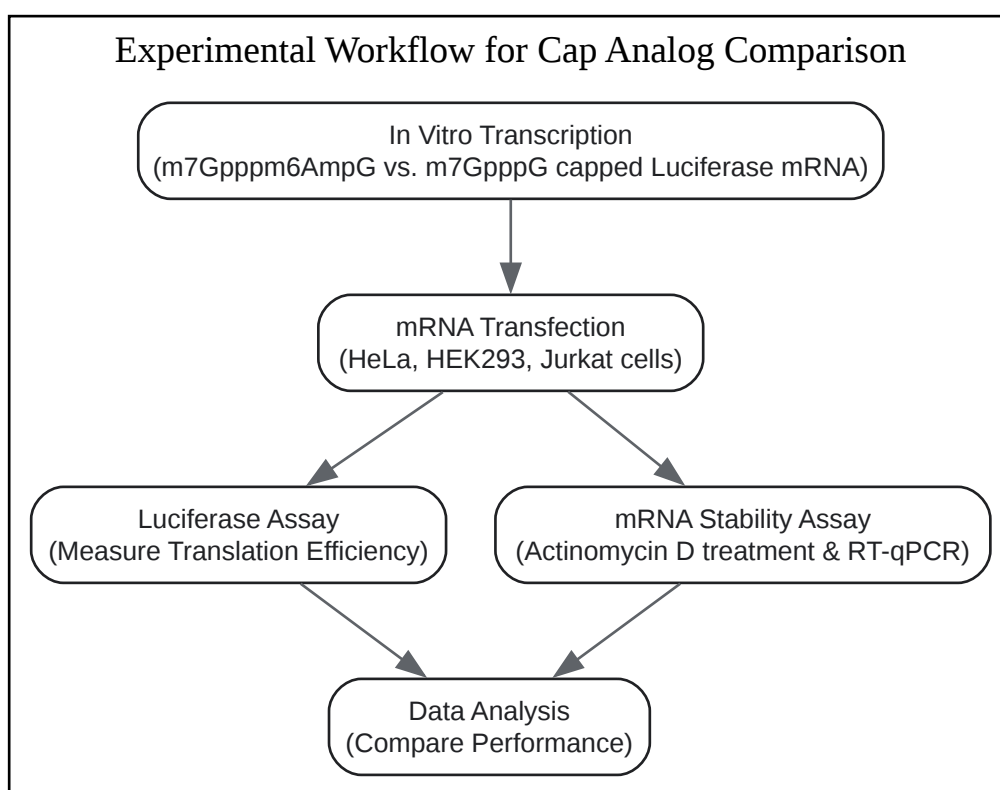 Experimental Workflow for Cap Analog Comparison
In Vitro Transcription
(m7Gpppm6AmpG vs. m7GpppG capped Luciferase mRNA)
mRNA Transfection
(HeLa, HEK293, Jurkat cells)
Luciferase Assay
(Measure Translation Efficiency)
mRNA Stability Assay
(Actinomycin D treatment & RT-qPCR)
Data Analysis
(Compare Performance)